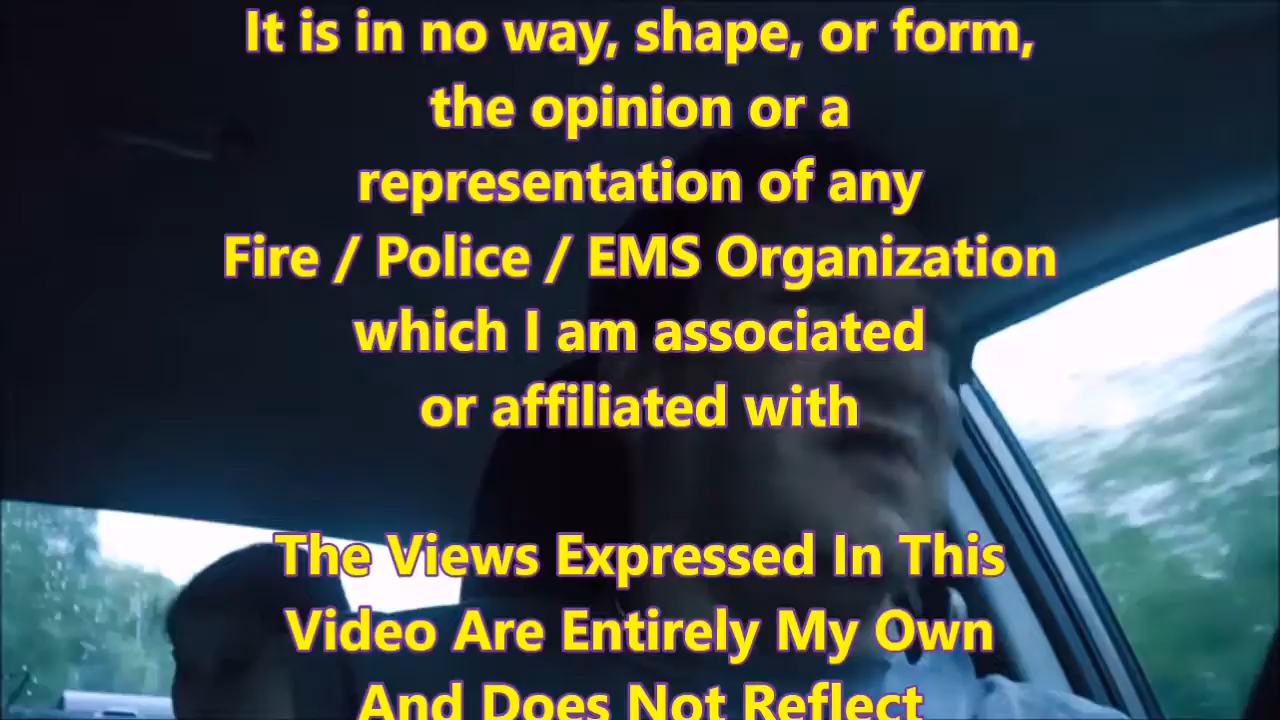 It is in no way, shape, or form,
the opinion or a
representation of any
Fire / Police / EMS Organization
which I am associated
or affiliated with
The Views Expressed In This
Video Are Entirely My Own
And Does Not Reflect